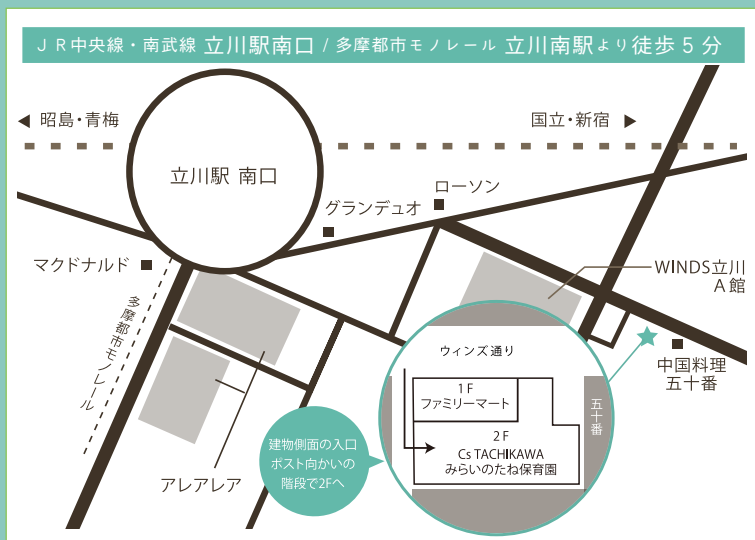 JR中央線・南武線 立川駅南口 / 多摩都市モノレール 立川南駅より徒歩5分
◀ 昭島・青梅
国立・新宿 ▶
立川駅 南口
ローソン
グランデュオ
マクドナルド
WINDS立川
A館
多摩都市モノレール
中国料理
五十番
ウィンズ通り
1F
ファミリーマート
五十番
2F
Cs TACHIKAWA
みらいのたね保育園
建物側面の入口
ポスト向かいの
階段で2Fへ
アレアレア